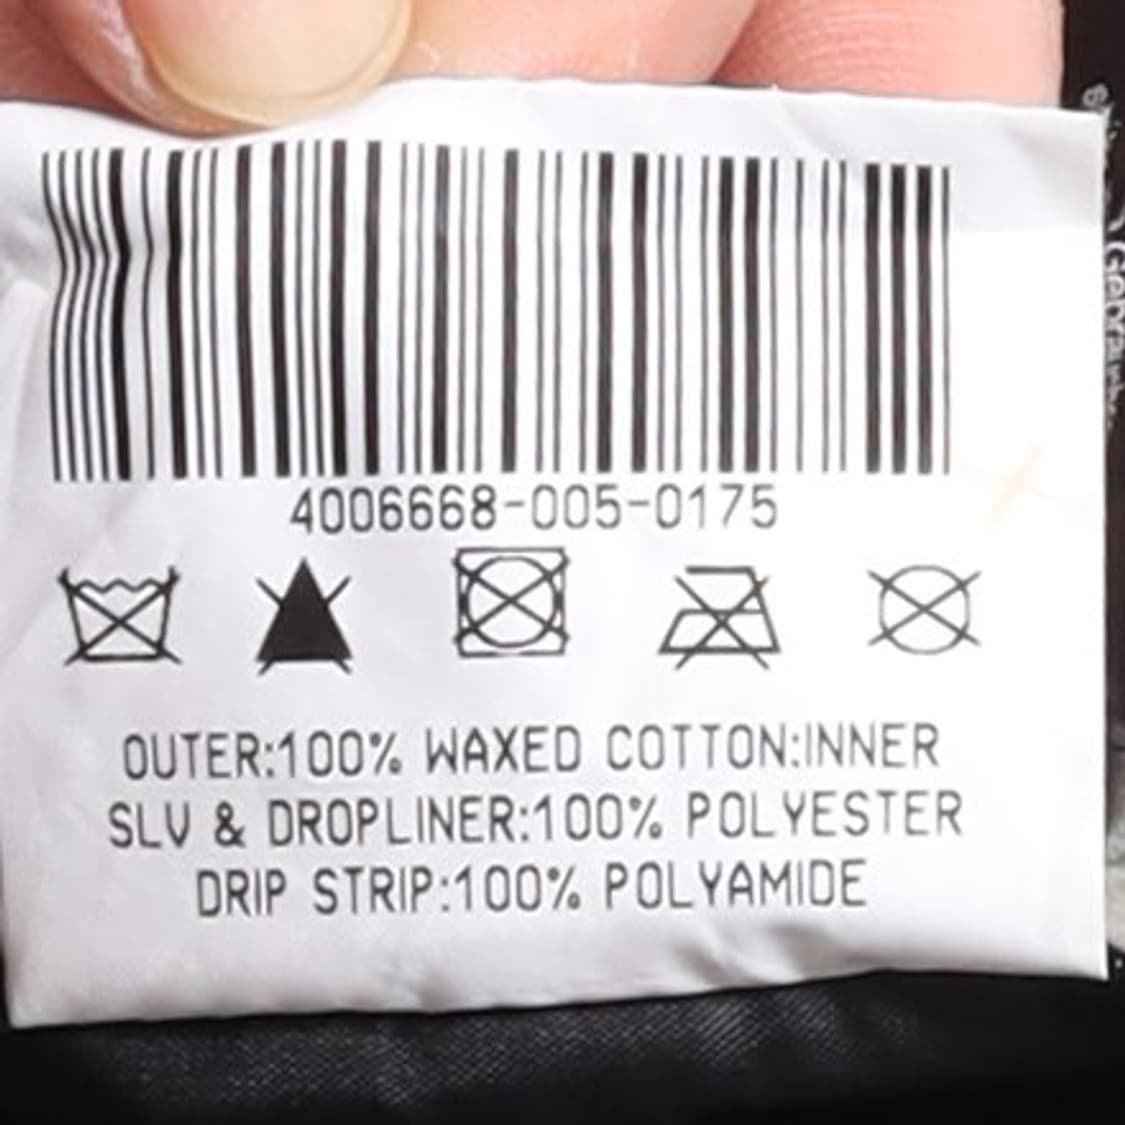 4006668-005-0175
OUTER:100% WAXED COTTON:INNER
SLV & DROPLINER:100% POLYESTER
DRIP STRIP:100% POLYAMIDE